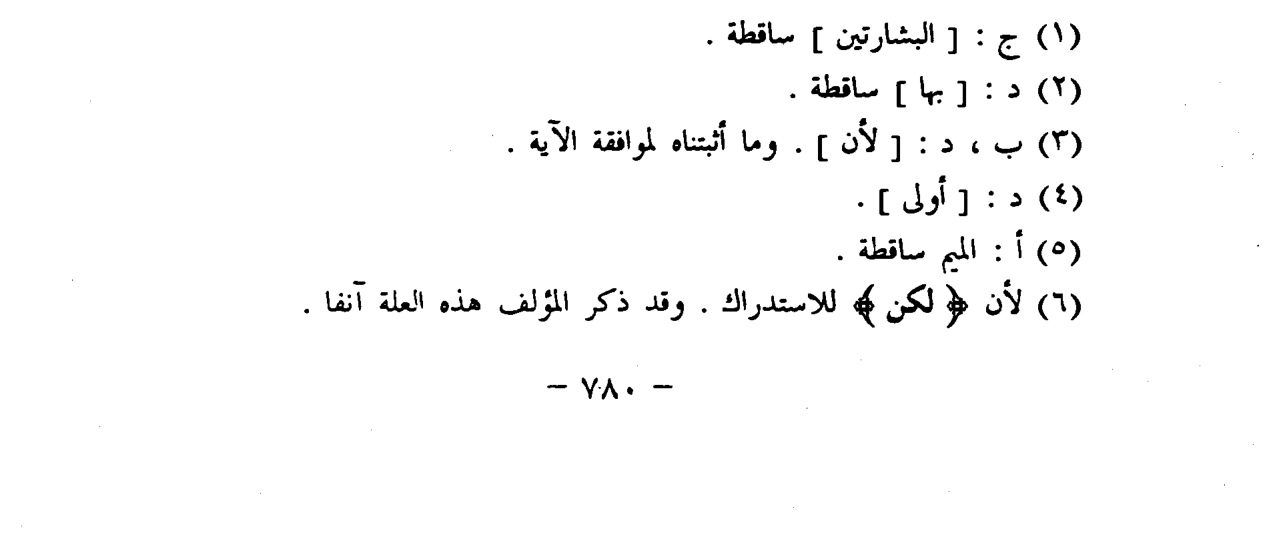 (١) ج : [ البشارتين ] ساقطة .
(٢) د : [ بها ] ساقطة .
(٣) ب ، د : [ لأن ] . وما أثبتناه لموافقة الآية .
(٤) د : [ أولى ] .
(٥) أ : الميم ساقطة .
(٦) لأن ﴿ لكن ﴾ للاستدراك . وقد ذكر المؤلف هذه العلة آنفا .
– ٧٨٠ –